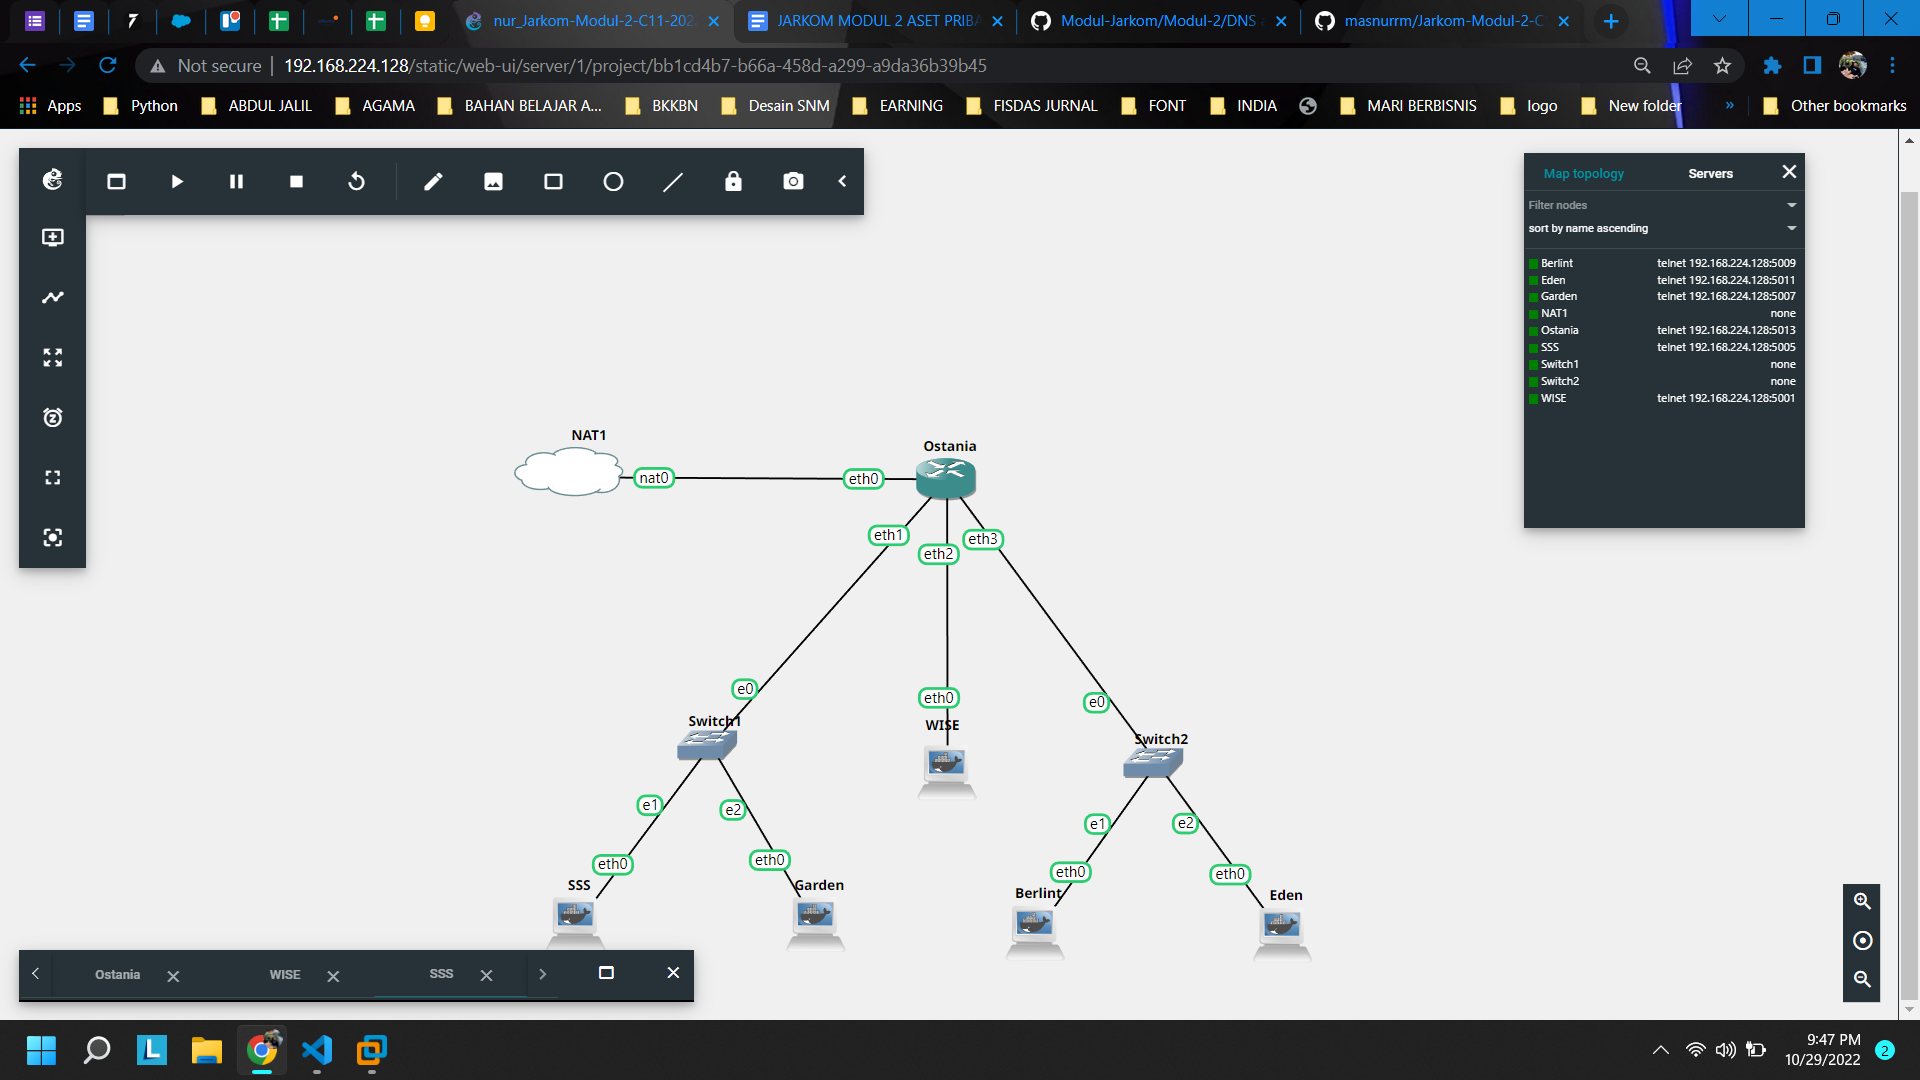 nur_Jarkom-Modul-2-C11-202
JARKOM MODUL 2 ASET PRIBA
Modul-Jarkom/Modul-2/DNS
masnurrm/Jarkom-Modul-2-C
Not secure
192.168.224.128/static/web-ui/server/1/project/bb1cd4b7-b66a-458d-a299-a9da36b39b45
Apps
Python
ABDUL JALIL
AGAMA
BAHAN BELAJAR A...
BKKBN
Desain SNM
EARNING
FISDAS JURNAL
FONT
INDIA
MARI BERBISNIS
logo
New folder
»
Other bookmarks
Map topology
Servers
Filter nodes
sort by name ascending
Berlint telnet 192.168.224.128:5009
Eden telnet 192.168.224.128:5011
Garden telnet 192.168.224.128:5007
NAT1 none
Ostania telnet 192.168.224.128:5013
SSS telnet 192.168.224.128:5005
Switch1 none
Switch2 none
WISE telnet 192.168.224.128:5001
NAT1
Ostania
nat0
eth0
eth1
eth2
eth3
e0
eth0
e0
Switch1
WISE
Switch2
e1
e2
e1
e2
eth0
eth0
eth0
eth0
SSS
Garden
Berlint
Eden
Ostania
WISE
SSS
L
9:47 PM
10/29/2022
2